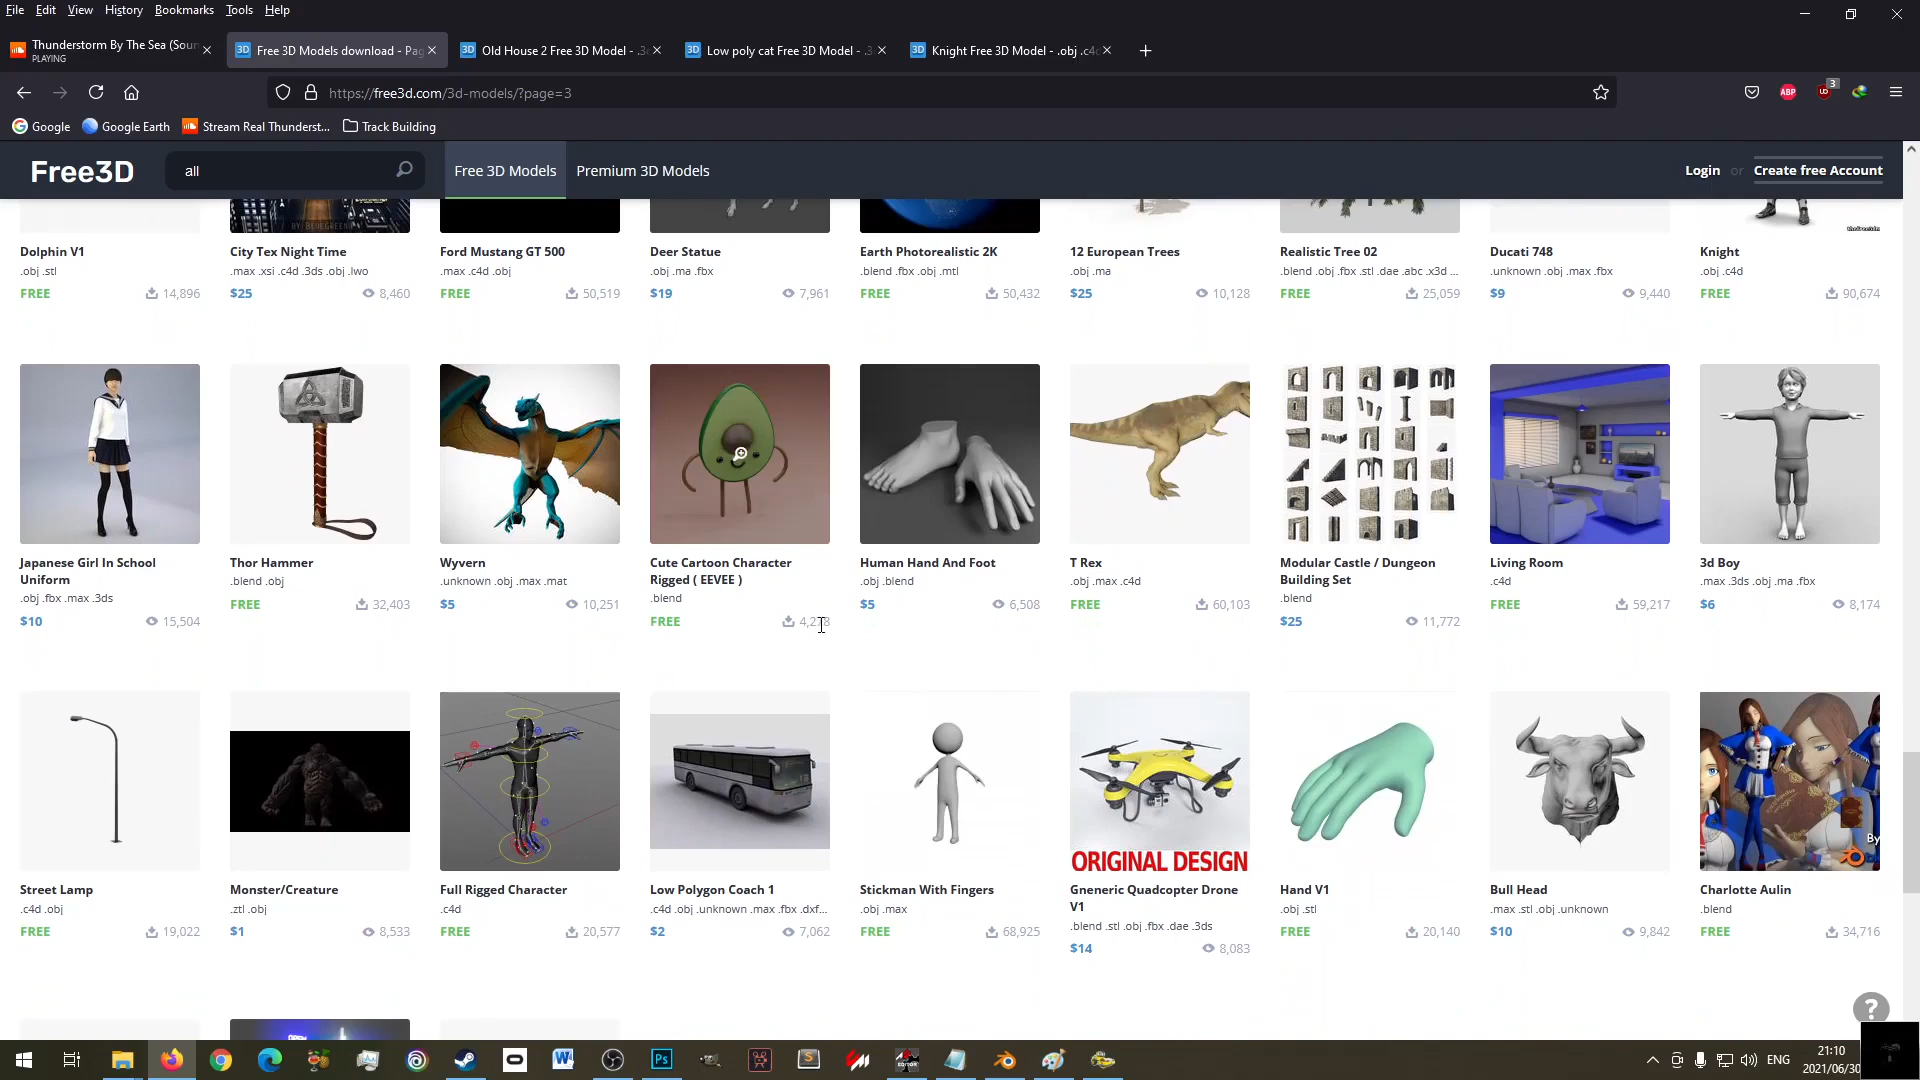 File Edit View History Bookmarks Tools Help
Thunderstorm By The Sea (Soun
PLAYING
Free 3D Models download - Pag
Old House 2 Free 3D Model - .3
Low poly cat Free 3D Model - .3
Knight Free 3D Model - .obj .c4
https://free3d.com/3d-models/?page=3
ABP
3
Google
Google Earth
Stream Real Thunderst...
Track Building
Free3D
all
Free 3D Models
Premium 3D Models
Login or Create free Account
Dolphin V1
City Tex Night Time
Ford Mustang GT 500
Deer Statue
Earth Photorealistic 2K
12 European Trees
Realistic Tree 02
Ducati 748
Knight
.obj .stl
.max .xsi .c4d .3ds .obj .lwo
.max .c4d .obj
.obj .ma .fbx
.blend .fbx .obj .mtl
.obj .ma
.blend .obj .fbx .stl .dae .abc .x3d ...
.unknown .obj .max .fbx
.obj .c4d
FREE 14,896
$25 8,460
FREE 50,519
$19 7,961
FREE 50,432
$25 10,128
FREE 25,059
$9 9,440
FREE 90,674
Japanese Girl In School
Uniform
.obj .fbx .max .3ds
$10 15,504
Thor Hammer
.blend .obj
FREE 32,403
Wyvern
.unknown .obj .max .mat
$5 10,251
Cute Cartoon Character
Rigged ( EEVEE )
.blend
FREE
Human Hand And Foot
.obj .blend
$5 6,508
T Rex
.obj .max .c4d
FREE 60,103
Modular Castle / Dungeon
Building Set
.blend
$25 11,772
Living Room
.c4d
FREE 59,217
3d Boy
.max .3ds .obj .ma .fbx
$6 8,174
Street Lamp
.c4d .obj
FREE 19,022
Monster/Creature
.ztl .obj
$1 8,533
Full Rigged Character
.c4d
FREE 20,577
Low Polygon Coach 1
.c4d .obj .unknown .max .fbx .dxf...
$2 7,062
Stickman With Fingers
.obj .max
FREE 68,925
ORIGINAL DESIGN
Gneneric Quadcopter Drone
V1
.blend .stl .obj .fbx .dae .3ds
$14 8,083
Hand V1
.obj .stl
FREE 20,140
Bull Head
.max .stl .obj .unknown
$10 9,842
By
Charlotte Aulin
.blend
FREE 34,716
?
Ps
ENG
21:10
2021/06/30